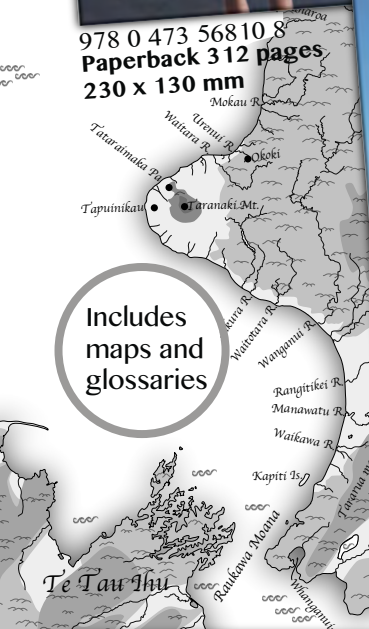 978 0 473 56810 8
Paperback 312 pages
230 x 130 mm
Mokau R
Urenui R
Waitara R
Tataraimaka Pa
Okoki
Tapuinikau
Taranaki Mt.
Includes
maps and
glossaries
Waitotara R.
Wanganui R
Rangitikei R
Manawatu R
Waikawa R
Kapiti Is.
Raukawa Moana
Te Tau Ihu
Whanganui